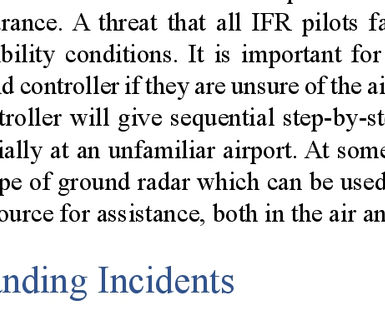 rance. A threat that all IFR pilots fa
bility conditions. It is important for
d controller if they are unsure of the ai
troller will give sequential step-by-st
ially at an unfamiliar airport. At some
pe of ground radar which can be used
ource for assistance, both in the air an
nding Incidents